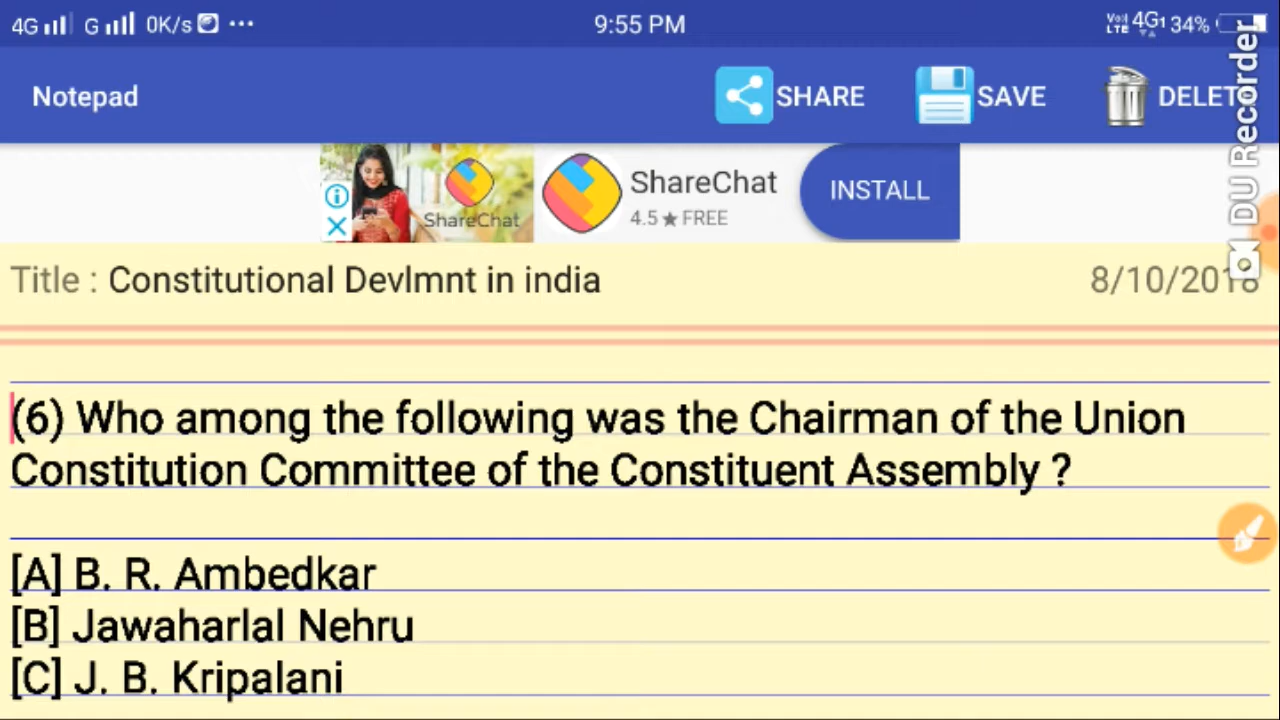 4G G 0K/s ··· 9:55 PM VoLTE 4G 34%
Notepad SHARE SAVE DELET
DU Recorder
ShareChat
ShareChat
4.5 ★ FREE
INSTALL
Title : Constitutional Devlmnt in india 8/10/2018
(6) Who among the following was the Chairman of the Union
Constitution Committee of the Constituent Assembly ?
[A] B. R. Ambedkar
[B] Jawaharlal Nehru
[C] J. B. Kripalani